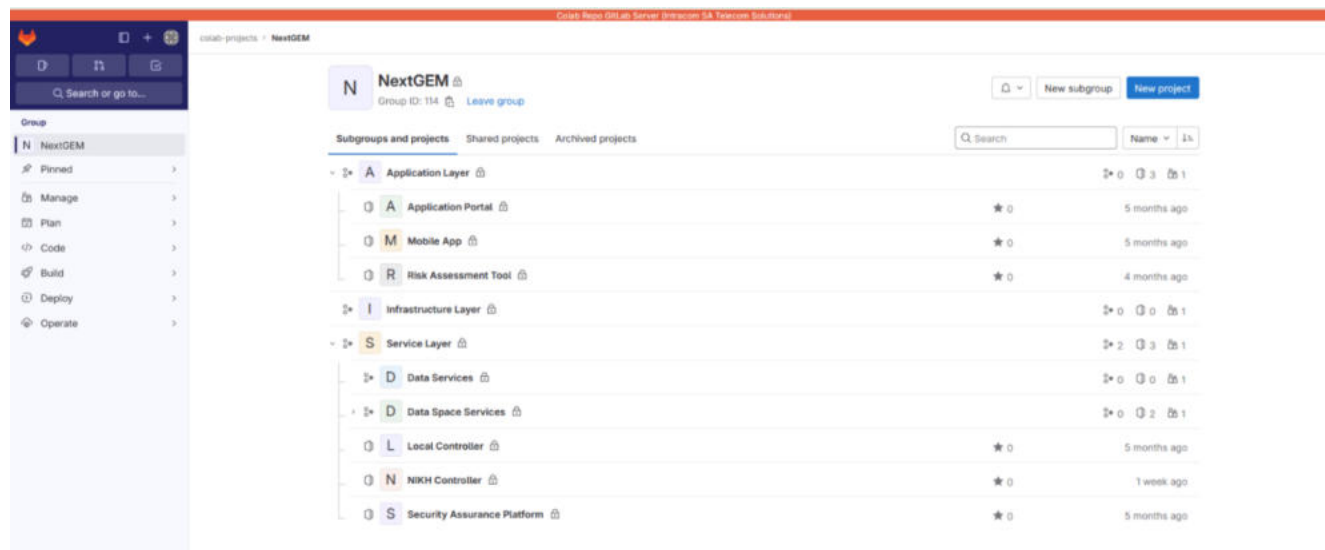 Colab Repo GitLab Server (Intracom SA Telecom Solutions)
colab-projects > NextGEM
Search or go to...
Group
N NextGEM
Pinned
Manage
Plan
Code
Build
Deploy
Operate
N NextGEM
Group ID: 114 Leave group
New subgroup New project
Subgroups and projects Shared projects Archived projects
Search Name
A Application Layer 0 3 1
A Application Portal 0 5 months ago
M Mobile App 0 5 months ago
R Risk Assessment Tool 0 4 months ago
I Infrastructure Layer 0 0 1
S Service Layer 2 3 1
D Data Services 0 0 1
D Data Space Services 0 2 1
L Local Controller 0 5 months ago
N NIKH Controller 0 1 week ago
S Security Assurance Platform 0 5 months ago